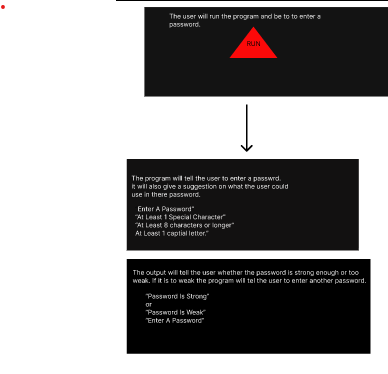 The user will run the program and be to to enter a
password.
RUN
The program will tell the user to enter a passwrd.
it will also give a suggestion on what the user could
use in there password.
Enter A Password"
"At Least 1 Special Character"
"At Least 8 characters or longer"
At Least 1 captial letter."
The output will tell the user whether the password is strong enough or too
weak. If it is to weak the program will tell the user to enter another password.
"Password Is Strong"
or
"Password Is Weak"
"Enter A Password"